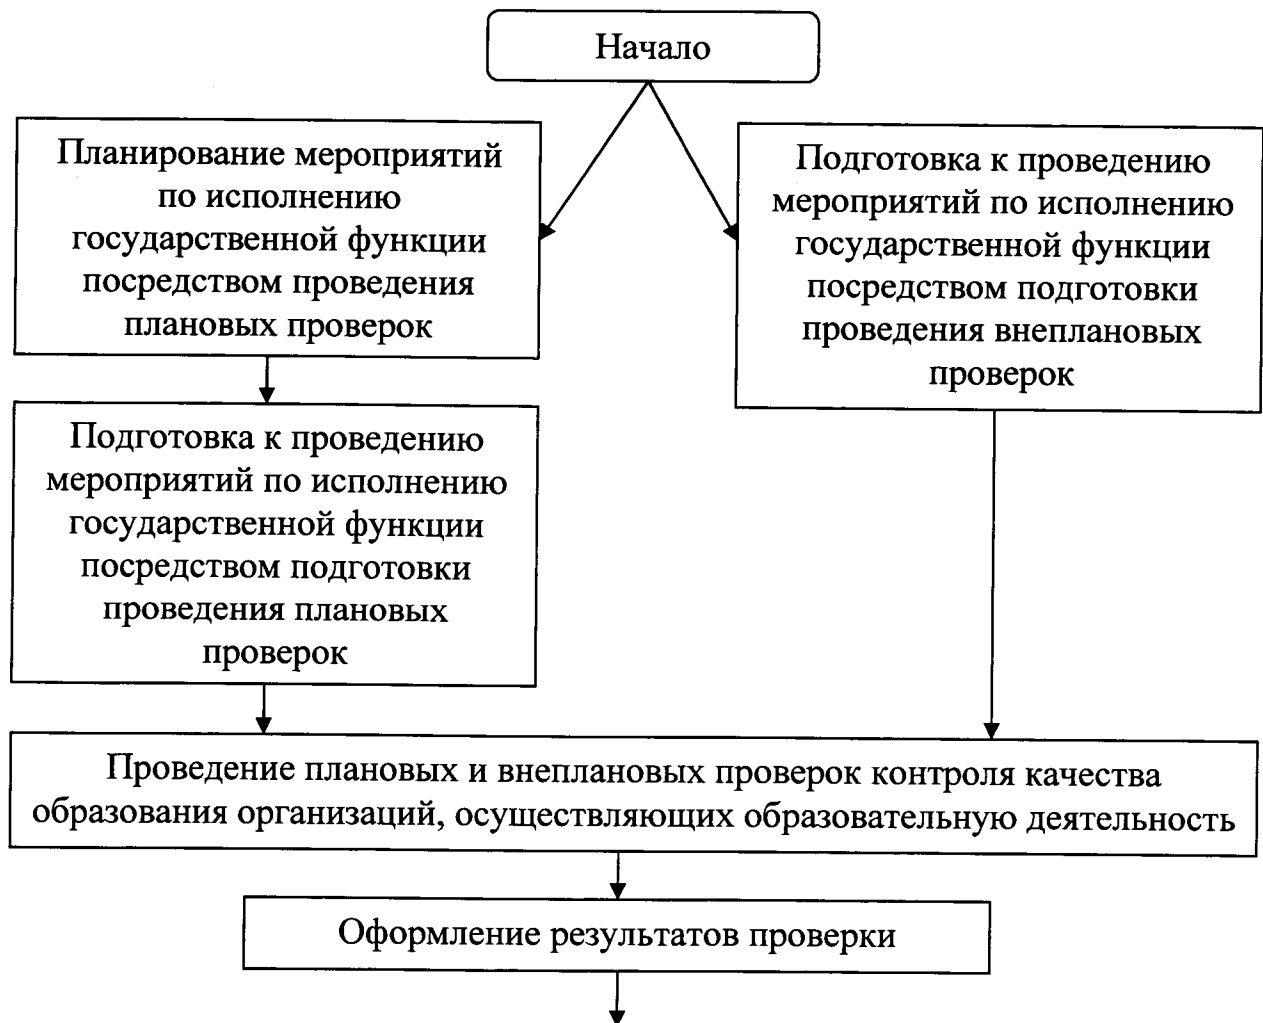 Начало
Планирование мероприятий
по исполнению
государственной функции
посредством проведения
плановых проверок
Подготовка к проведению
мероприятий по исполнению
государственной функции
посредством подготовки
проведения внеплановых
проверок
Подготовка к проведению
мероприятий по исполнению
государственной функции
посредством подготовки
проведения плановых
проверок
Проведение плановых и внеплановых проверок контроля качества
образования организаций, осуществляющих образовательную деятельность
Оформление результатов проверки